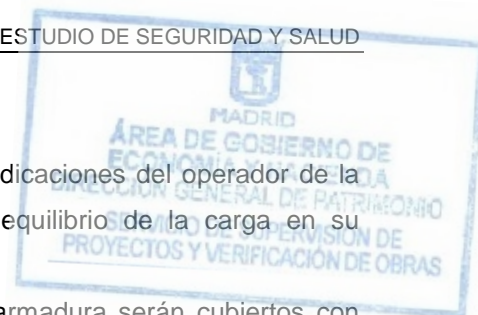 ESTUDIO DE SEGURIDAD Y SALUD
MADRID
ÁREA DE GOBIERNO DE
ECONOMÍA Y HACIENDA
DIRECCIÓN GENERAL DE PATRIMONIO
SERVICIO DE SUPERVISIÓN DE
PROYECTOS Y VERIFICACIÓN DE OBRAS
dicaciones del operador de la
equilibrio de la carga en su
armadura serán cubiertos con